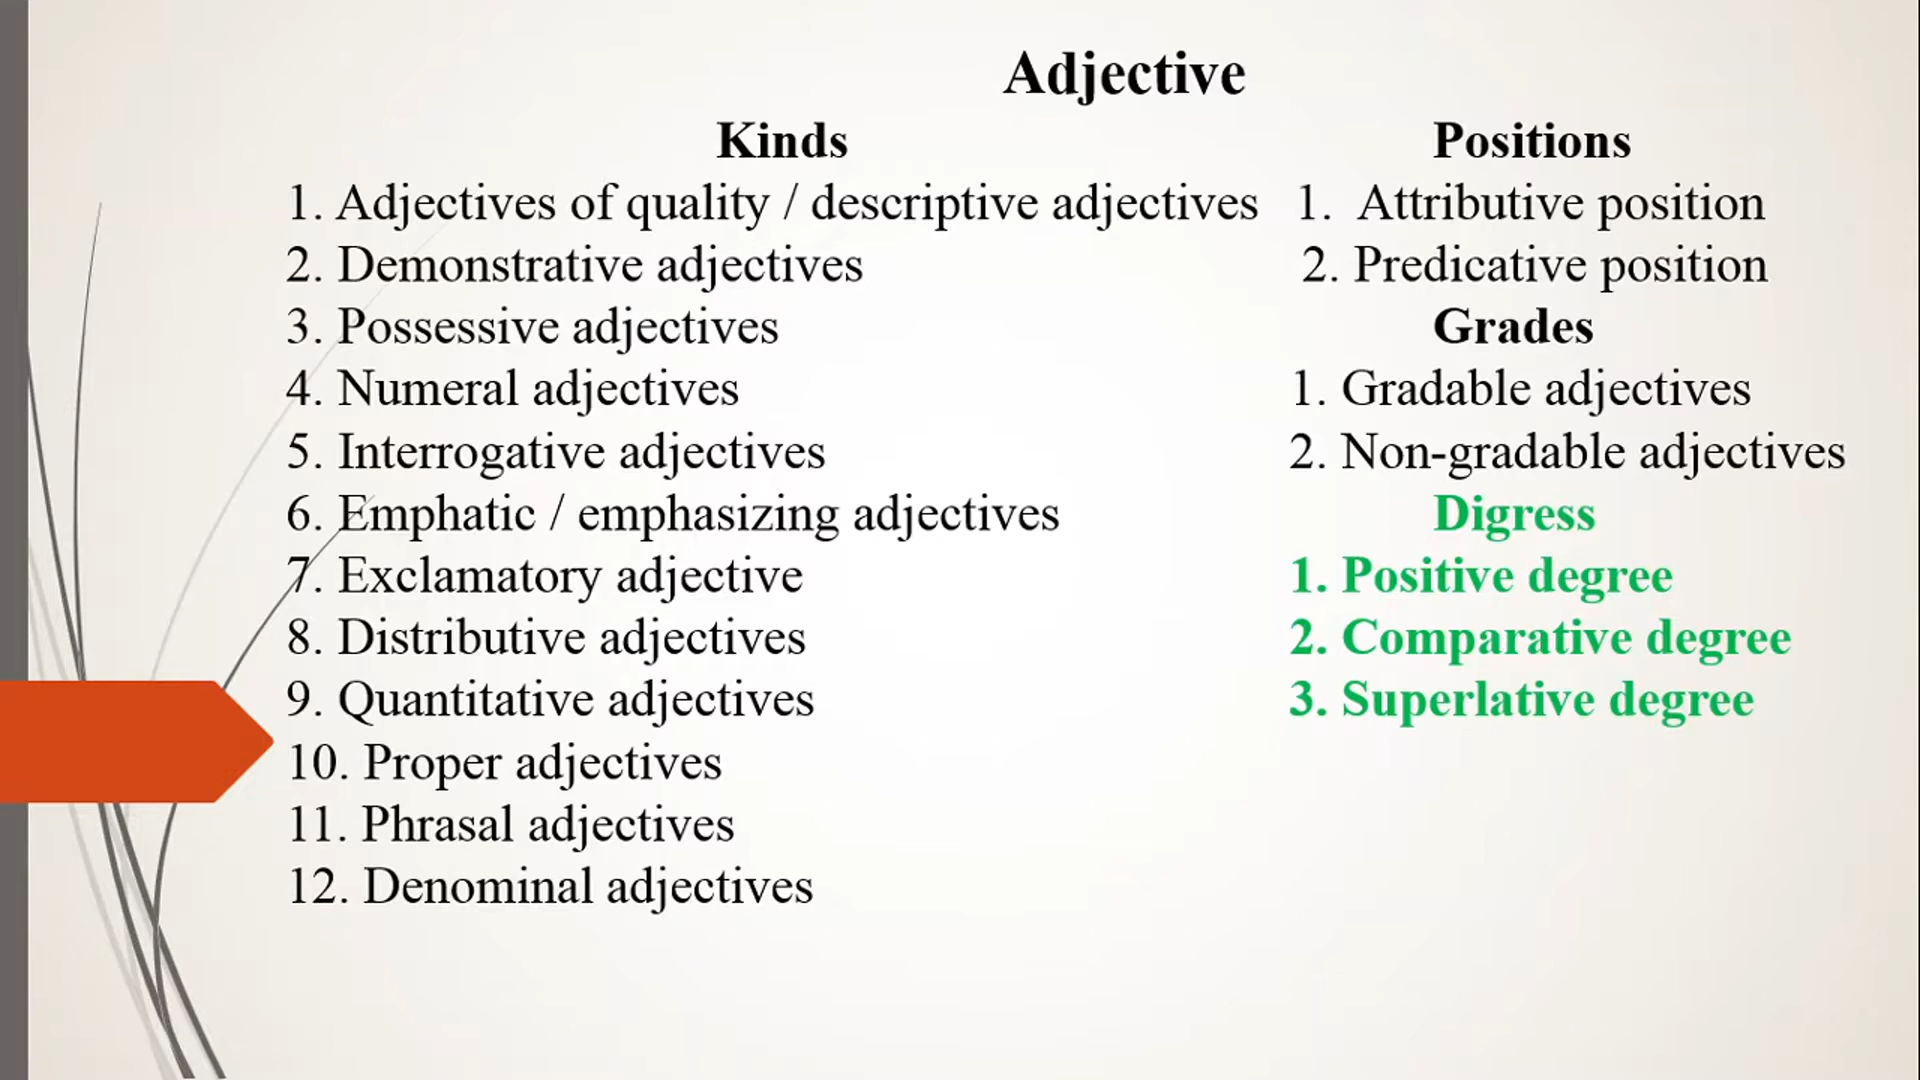 Adjective
Kinds
1. Adjectives of quality / descriptive adjectives
2. Demonstrative adjectives
3. Possessive adjectives
4. Numeral adjectives
5. Interrogative adjectives
6. Emphatic / emphasizing adjectives
7. Exclamatory adjective
8. Distributive adjectives
9. Quantitative adjectives
10. Proper adjectives
11. Phrasal adjectives
12. Denominal adjectives
Positions
1. Attributive position
2. Predicative position
Grades
1. Gradable adjectives
2. Non-gradable adjectives
Digress
1. Positive degree
2. Comparative degree
3. Superlative degree